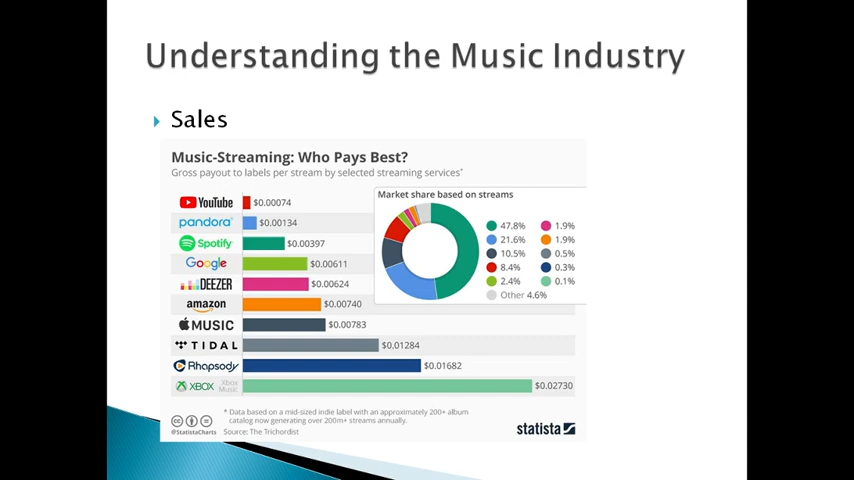 Understanding the Music Industry
Sales
Music-Streaming: Who Pays Best?
Gross payout to labels per stream by selected streaming services*
Market share based on streams
YouTube $0.00074
pandora $0.00134
Spotify $0.00397
Google $0.00611
DEEZER $0.00624
amazon $0.00740
MUSIC $0.00783
TIDAL $0.01284
Rhapsody $0.01682
XBOX Xbox Music $0.02730
47.8% 1.9%
21.6% 1.9%
10.5% 0.5%
8.4% 0.3%
2.4% 0.1%
Other 4.6%
* Data based on a mid-sized indie label with an approximately 200+ album
catalog now generating over 200m+ streams annually.
@StatistaCharts Source: The Trichordist
statista